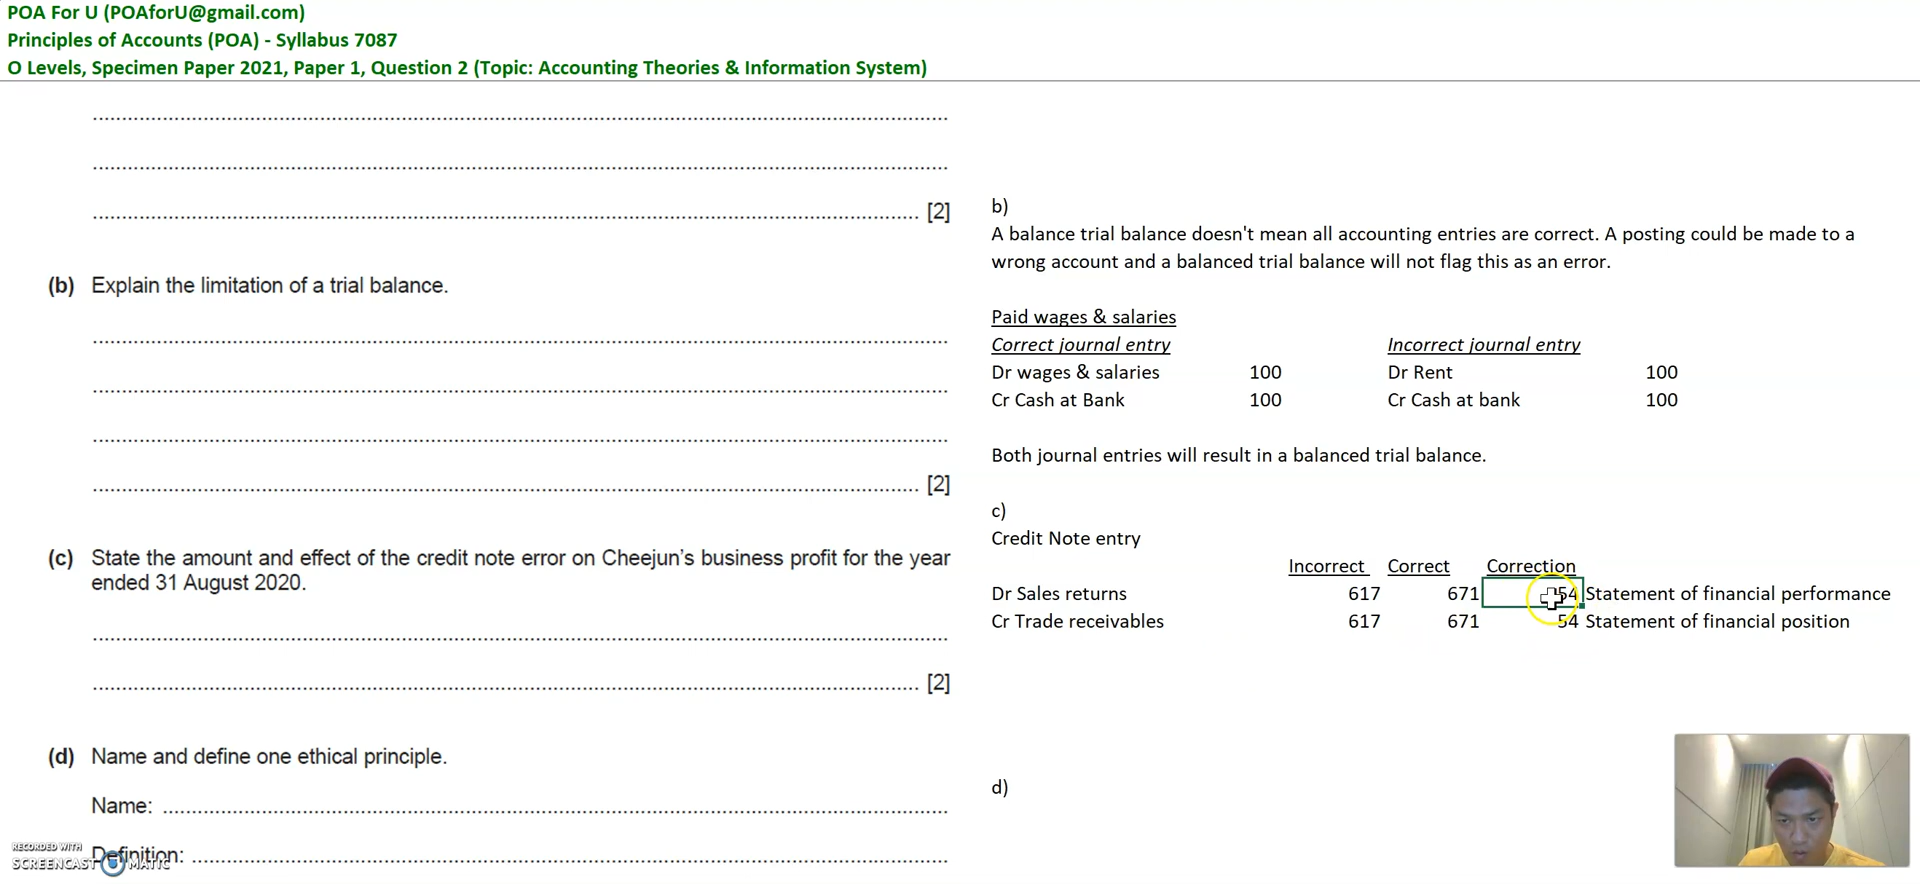 POA For U (POAforU@gmail.com)
Principles of Accounts (POA) - Syllabus 7087
O Levels, Specimen Paper 2021, Paper 1, Question 2 (Topic: Accounting Theories & Information System)
[2]
(b) Explain the limitation of a trial balance.
[2]
(c) State the amount and effect of the credit note error on Cheejun's business profit for the year
ended 31 August 2020.
[2]
(d) Name and define one ethical principle.
Name:
Definition:
b)
A balance trial balance doesn't mean all accounting entries are correct. A posting could be made to a
wrong account and a balanced trial balance will not flag this as an error.
Paid wages & salaries
Correct journal entry Incorrect journal entry
Dr wages & salaries 100 Dr Rent 100
Cr Cash at Bank 100 Cr Cash at bank 100
Both journal entries will result in a balanced trial balance.
c)
Credit Note entry
Incorrect Correct Correction
Dr Sales returns 617 671 54 Statement of financial performance
Cr Trade receivables 617 671 54 Statement of financial position
d)
RECORDED WITH
SCREENCAST MATIC